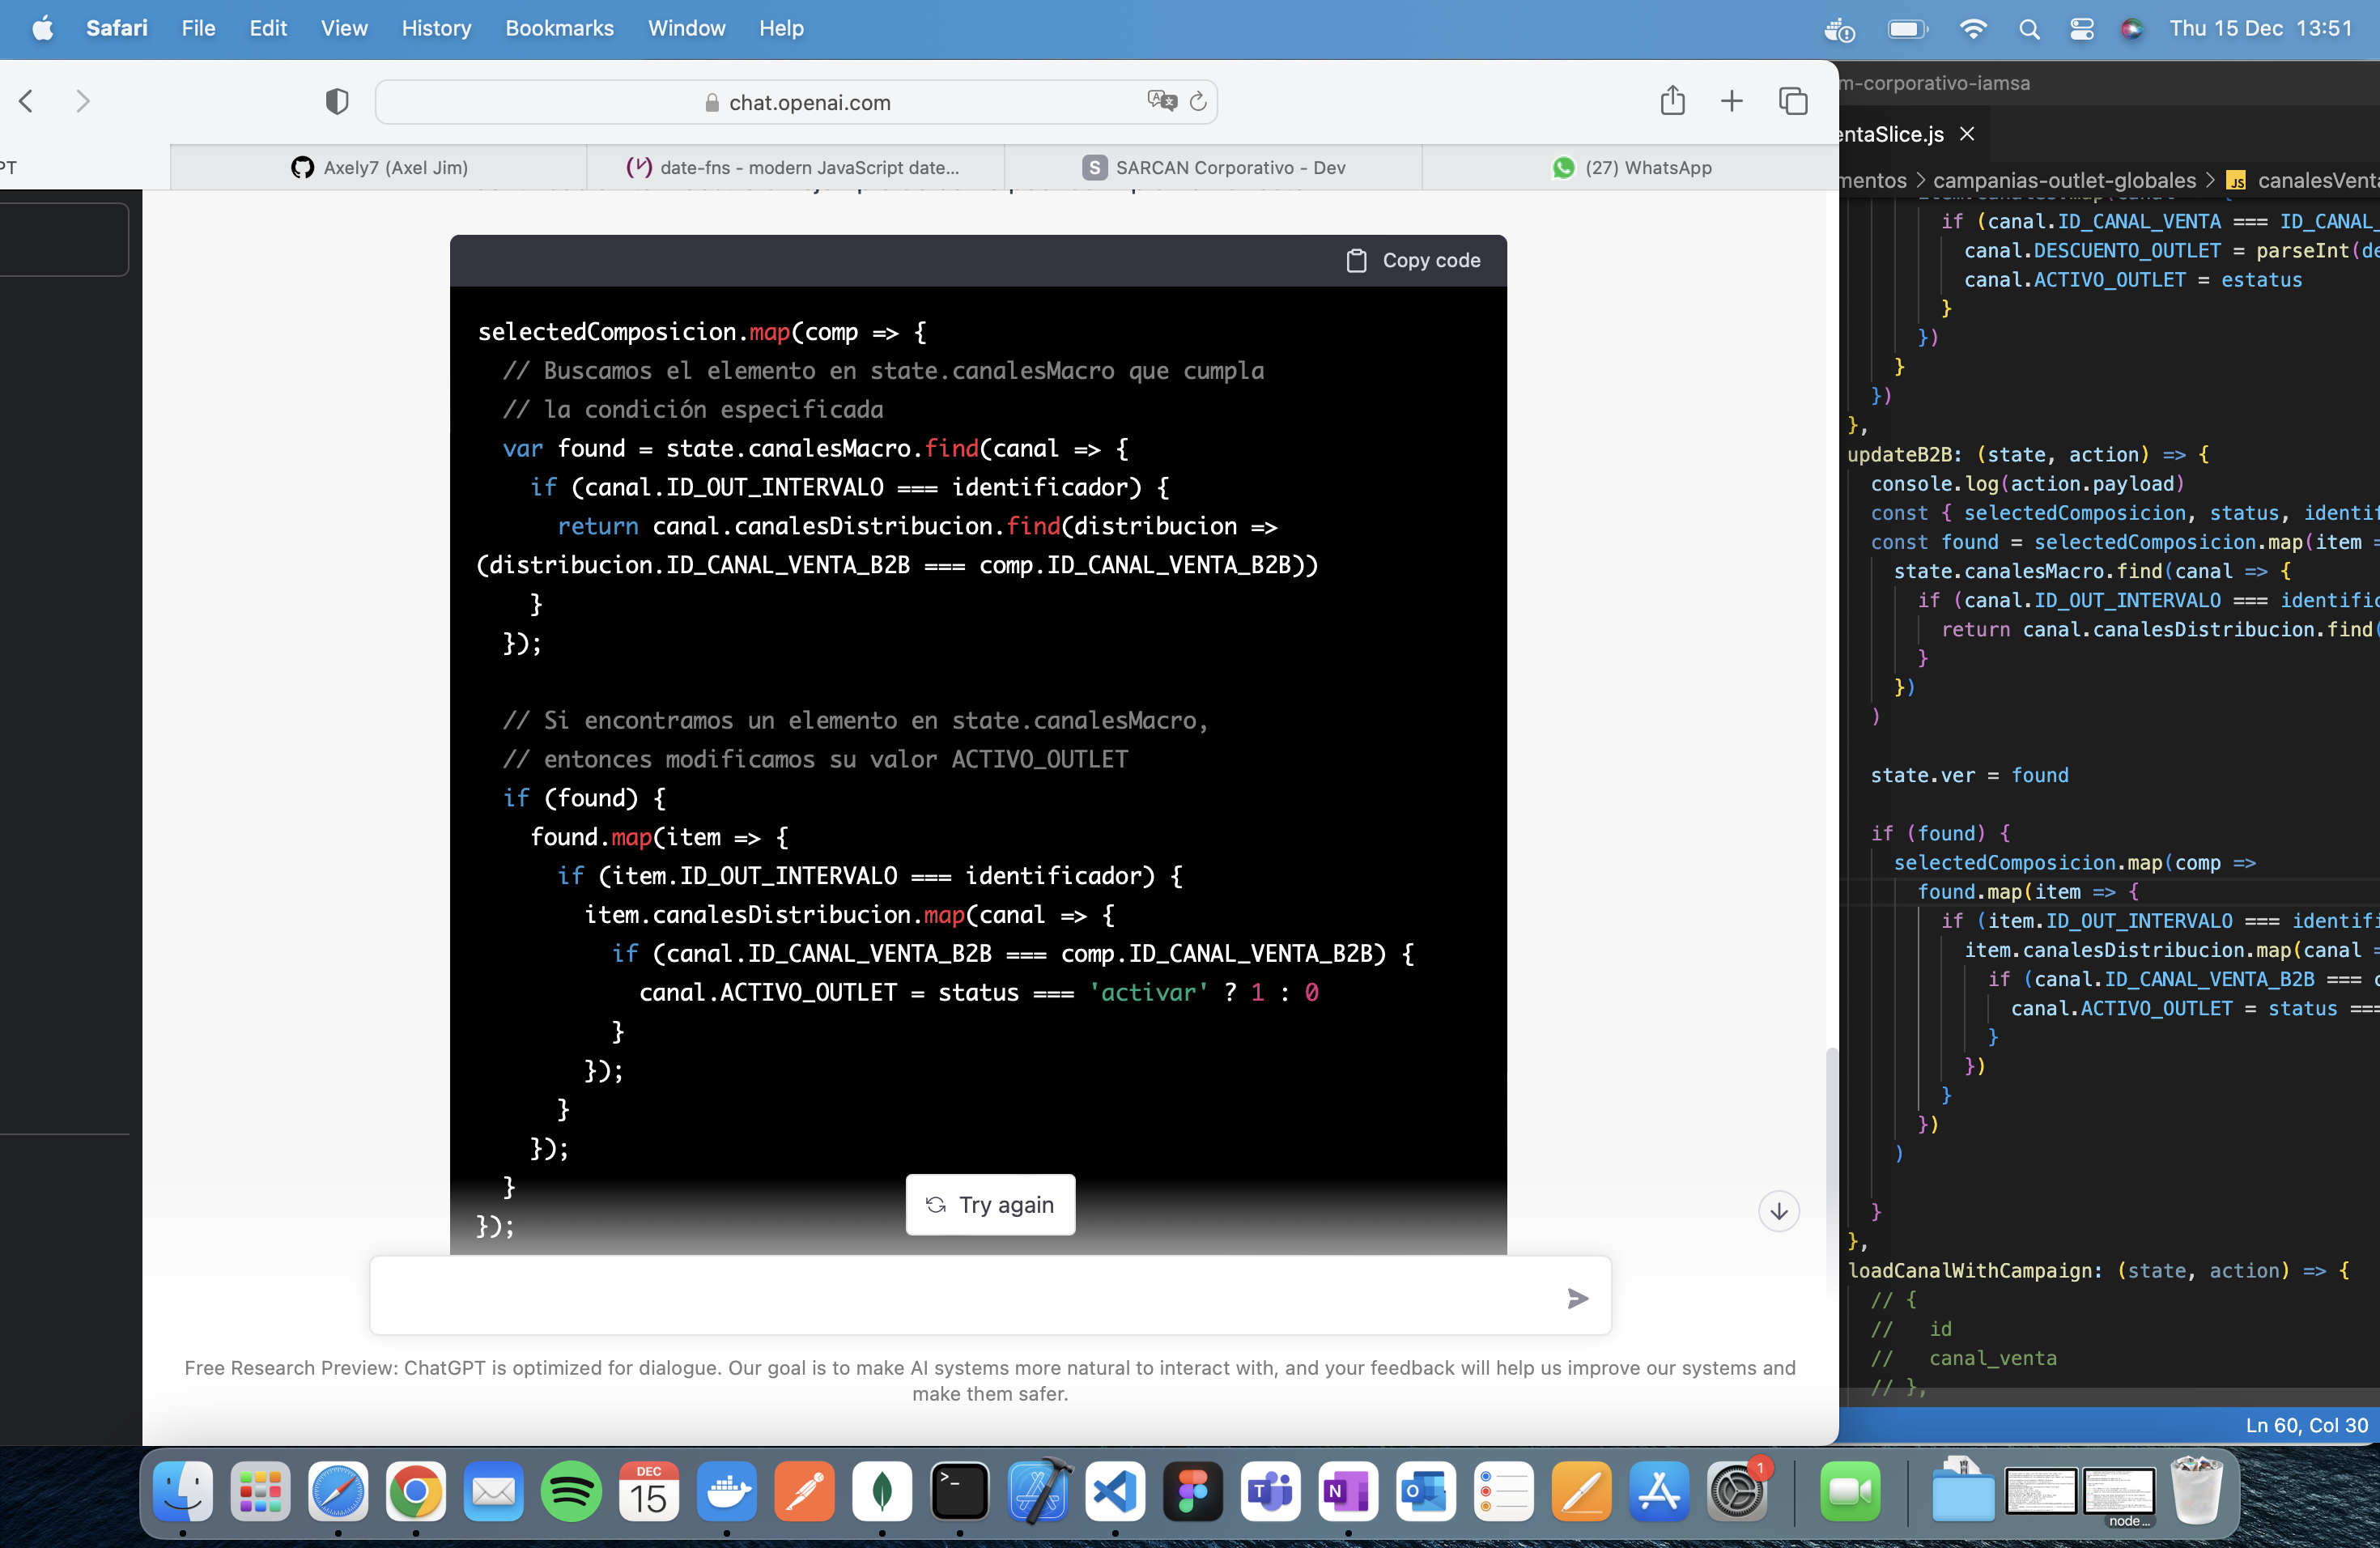 Safari File Edit View History Bookmarks Window Help Thu 15 Dec 13:51
chat.openai.com
m-corporativo-iamsa
PT Axely7 (Axel Jim) date-fns - modern JavaScript date... SARCAN Corporativo - Dev (27) WhatsApp
Copy code
selectedComposicion.map(comp => {
// Buscamos el elemento en state.canalesMacro que cumpla
// la condición especificada
var found = state.canalesMacro.find(canal => {
if (canal.ID_OUT_INTERVALO === identificador) {
return canal.canalesDistribucion.find(distribucion =>
(distribucion.ID_CANAL_VENTA_B2B === comp.ID_CANAL_VENTA_B2B))
}
});
// Si encontramos un elemento en state.canalesMacro,
// entonces modificamos su valor ACTIVO_OUTLET
if (found) {
found.map(item => {
if (item.ID_OUT_INTERVALO === identificador) {
item.canalesDistribucion.map(canal => {
if (canal.ID_CANAL_VENTA_B2B === comp.ID_CANAL_VENTA_B2B) {
canal.ACTIVO_OUTLET = status === 'activar' ? 1 : 0
}
});
}
});
}
});
Try again
Free Research Preview: ChatGPT is optimized for dialogue. Our goal is to make AI systems more natural to interact with, and your feedback will help us improve our systems and
make them safer.
entaSlice.js
mentos > campanias-outlet-globales > JS canalesVenta
if (canal.ID_CANAL_VENTA === ID_CANAL_
canal.DESCUENTO_OUTLET = parseInt(de
canal.ACTIVO_OUTLET = estatus
}
})
}
})
},
updateB2B: (state, action) => {
console.log(action.payload)
const { selectedComposicion, status, identif
const found = selectedComposicion.map(item =
state.canalesMacro.find(canal => {
if (canal.ID_OUT_INTERVALO === identific
return canal.canalesDistribucion.find(
}
})
)
state.ver = found
if (found) {
selectedComposicion.map(comp =>
found.map(item => {
if (item.ID_OUT_INTERVALO === identifi
item.canalesDistribucion.map(canal =
if (canal.ID_CANAL_VENTA_B2B === c
canal.ACTIVO_OUTLET = status ===
}
})
}
})
)
}
},
loadCanalWithCampaign: (state, action) => {
// {
// id
// canal_venta
// },
Ln 60, Col 30
DEC
15
1
node...